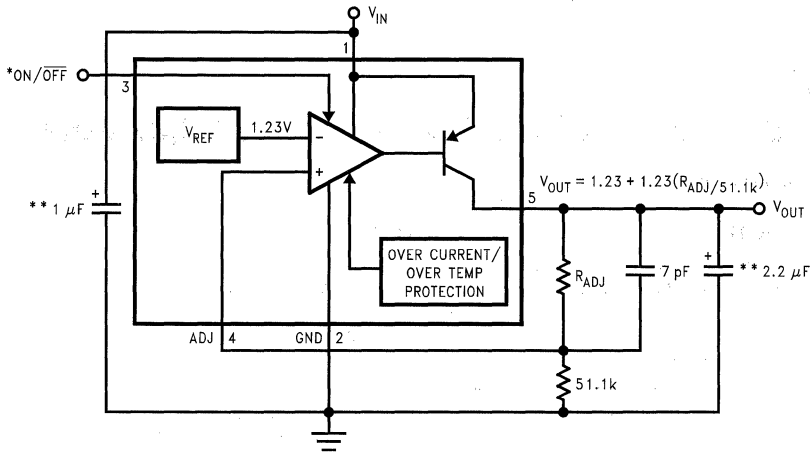 V_IN
1
*ON/OFF
3
V_REF
1.23V
−
+
V_OUT = 1.23 + 1.23(R_ADJ/51.1k)
5
V_OUT
+
** 1 μF
OVER CURRENT/
OVER TEMP
PROTECTION
R_ADJ
7 pF
+
** 2.2 μF
ADJ
4
GND
2
51.1k